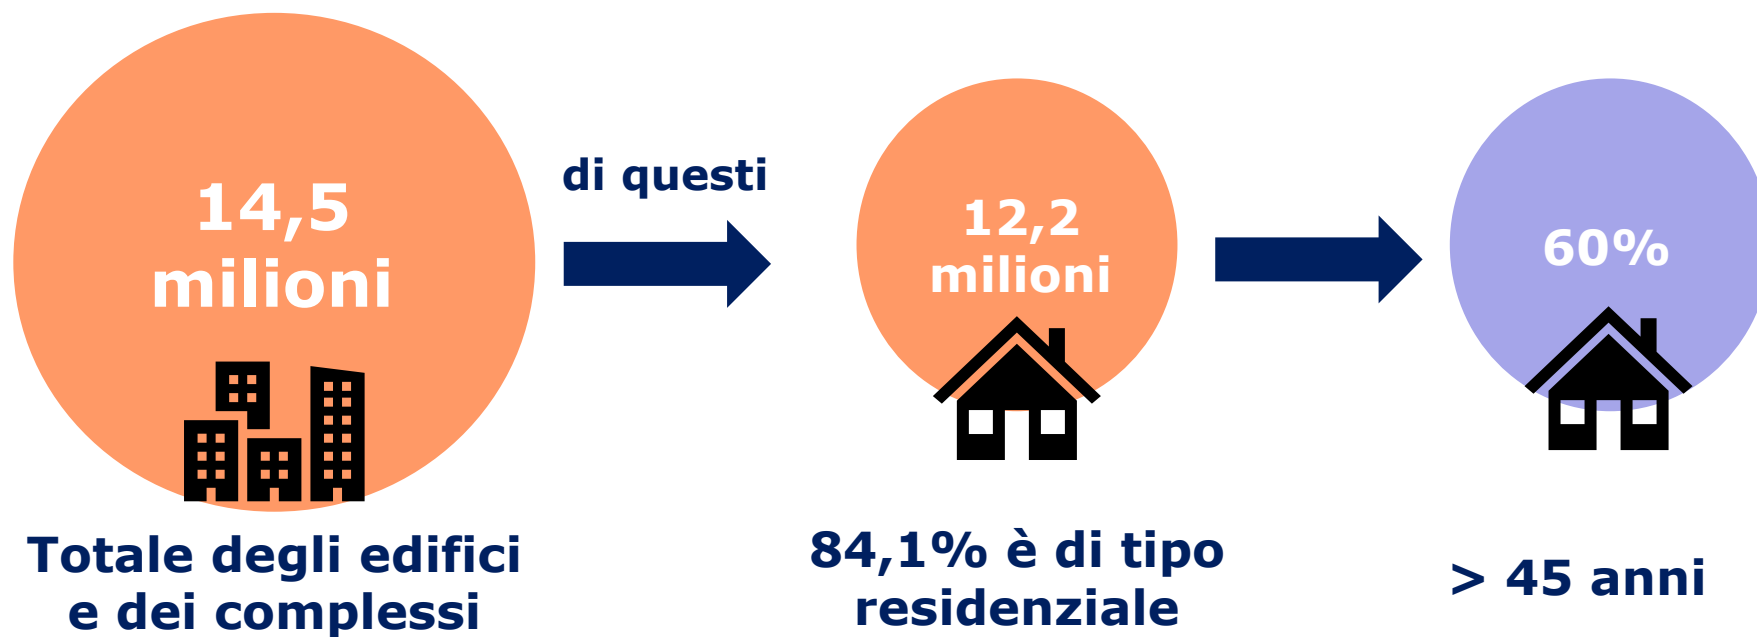 14,5
milioni
Totale degli edifici
e dei complessi
di questi
12,2
milioni
84,1% è di tipo
residenziale
60%
> 45 anni